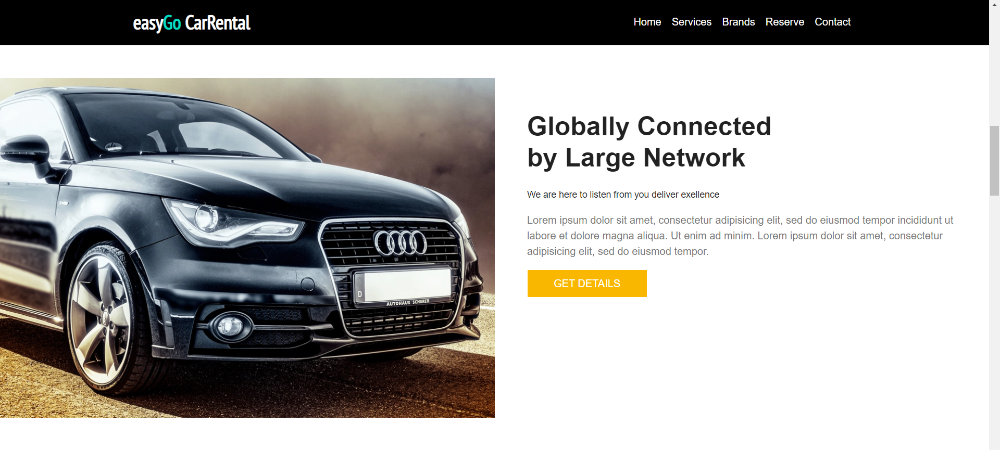 easyGo CarRental
Home Services Brands Reserve Contact
Globally Connected
by Large Network
We are here to listen from you deliver exellence
Lorem ipsum dolor sit amet, consectetur adipisicing elit, sed do eiusmod tempor incididunt ut
labore et dolore magna aliqua. Ut enim ad minim. Lorem ipsum dolor sit amet, consectetur
adipisicing elit, sed do eiusmod tempor.
GET DETAILS
D
AUTOHAUS SCHERER